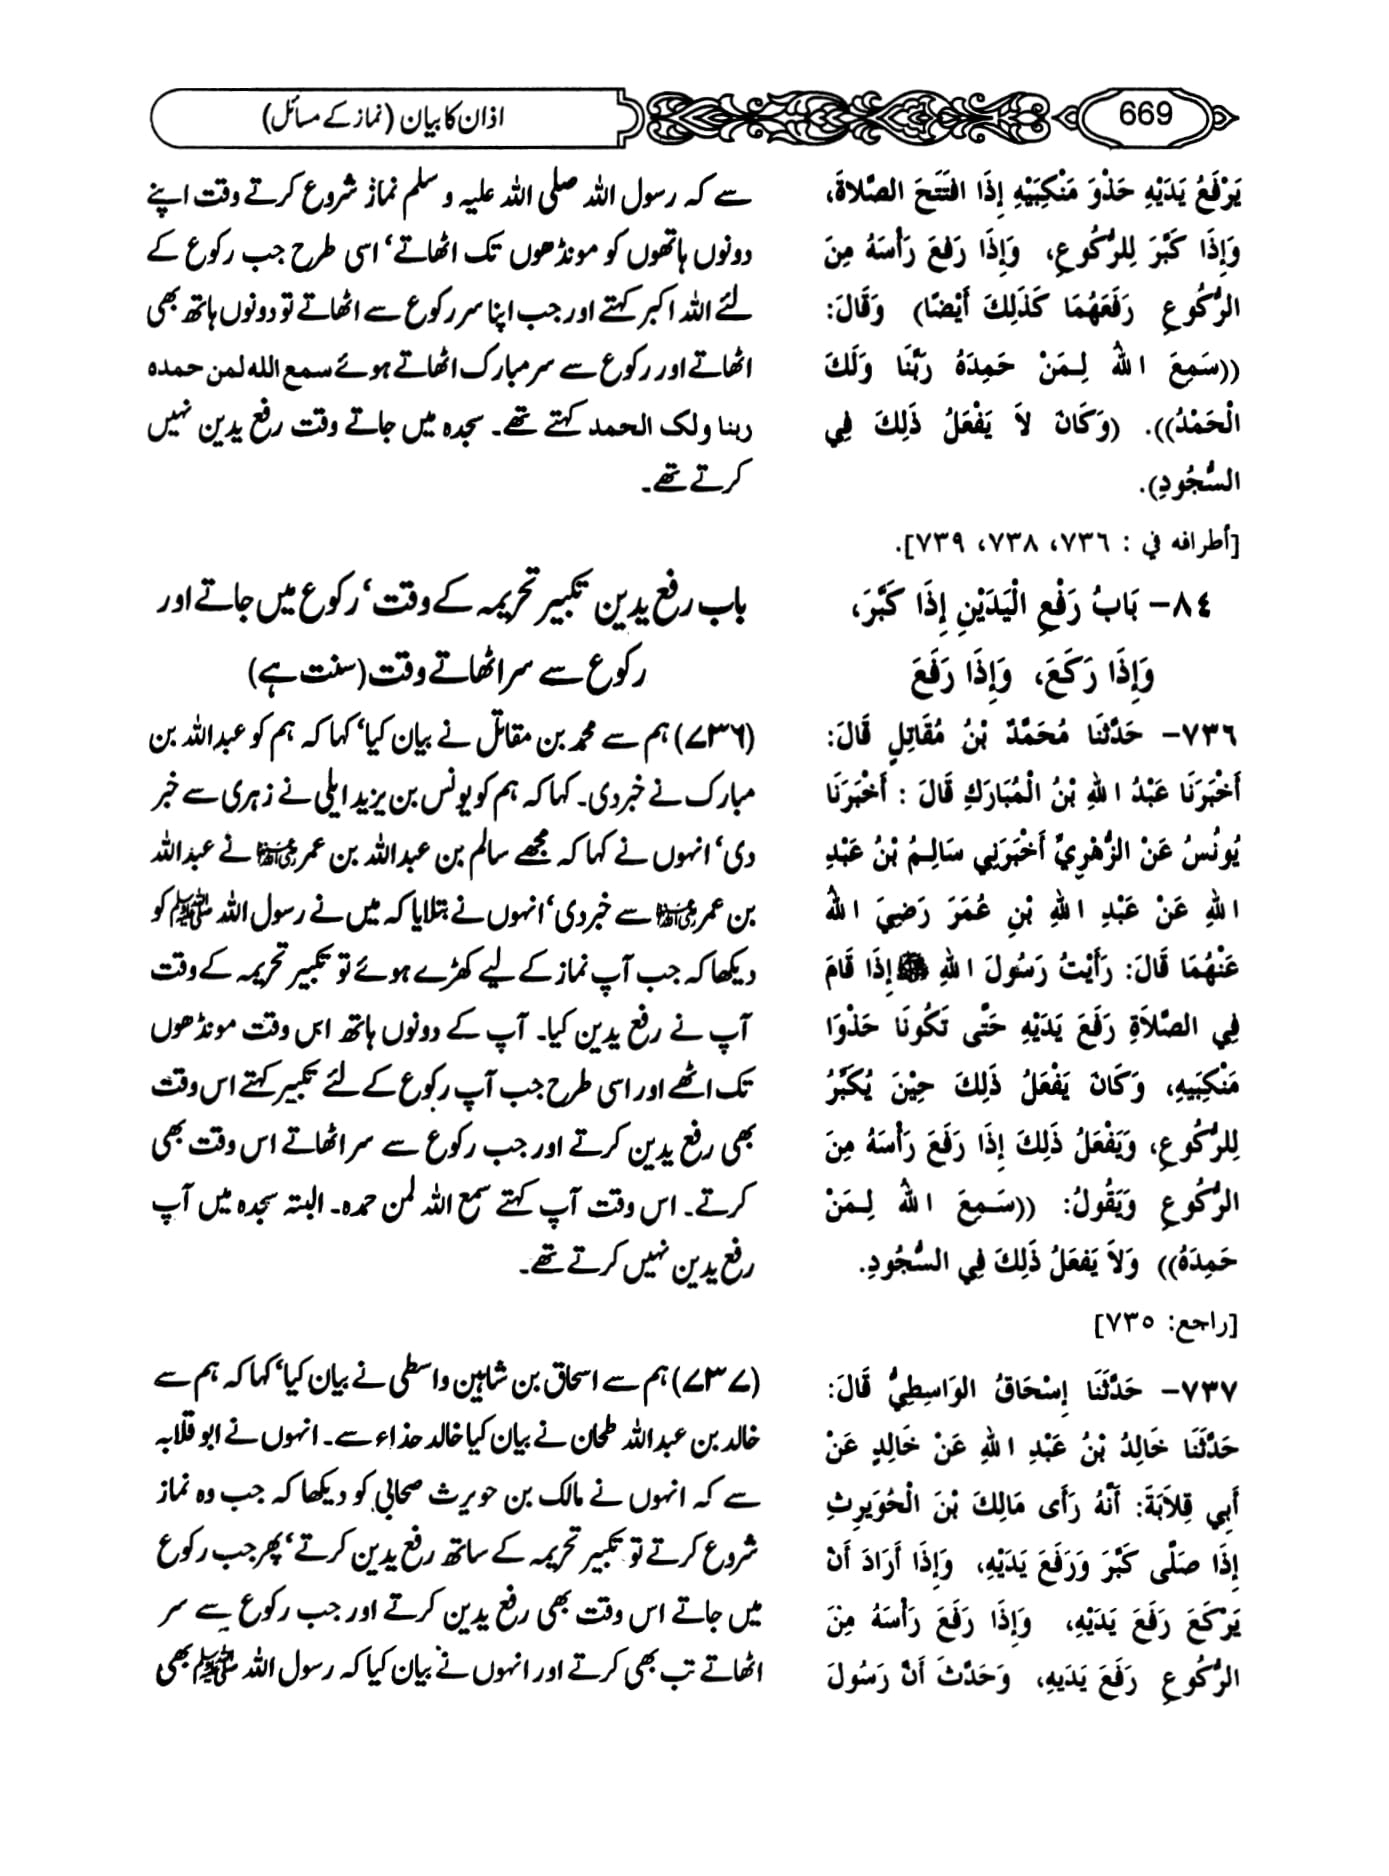 669
اذان کا بیان (نماز کے مسائل)
يَرْفَعُ يَدَيْهِ حَذْوَ مَنْكِبَيْهِ إِذَا افْتَتَحَ الصَّلاَةَ،
وَإِذَا كَبَّرَ لِلرُّكُوعِ، وَإِذَا رَفَعَ رَأْسَهُ مِنَ
الرُّكُوعِ رَفَعَهُمَا كَذَلِكَ أَيْضًا) وَقَالَ:
((سَمِعَ اللهُ لِـمَنْ حَمِدَهُ رَبَّنَا وَلَكَ
الْحَمْدُ)). (وَكَانَ لاَ يَفْعَلُ ذَلِكَ فِي
السُّجُودِ).
[أطرافه في : ٧٣٦، ٧٣٨، ٧٣٩].
٨٤- بَابُ رَفْعِ الْيَدَيْنِ إِذَا كَبَّرَ،
وَإِذَا رَكَعَ، وَإِذَا رَفَعَ
٧٣٦- حَدَّثَنَا مُحَمَّدُ بْنُ مُقَاتِلٍ قَالَ:
أَخْبَرَنَا عَبْدُ اللهِ بْنُ الْمُبَارَكِ قَالَ : أَخْبَرَنَا
يُونُسُ عَنْ الزُّهْرِيِّ أَخْبَرَنِي سَالِمُ بْنُ عَبْدِ
اللهِ عَنْ عَبْدِ اللهِ بْنِ عُمَرَ رَضِيَ اللهُ
عَنْهُمَا قَالَ: رَأَيْتُ رَسُولَ اللهِ ﷺ إِذَا قَامَ
فِي الصَّلاَةِ رَفَعَ يَدَيْهِ حَتَّى تَكُونَا حَذْوَا
مَنْكِبَيهِ، وَكَانَ يَفْعَلُ ذَلِكَ حِيْنَ يُكَبِّرُ
لِلرُّكُوعِ، وَيَفْعَلُ ذَلِكَ إِذَا رَفَعَ رَأْسَهُ مِنَ
الرُّكُوعِ وَيَقُولُ: ((سَمِعَ اللهُ لِـمَنْ
حَمِدَهُ)) وَلاَ يَفعَلُ ذَلِكَ فِي السُّجُودِ.
[راجع: ٧٣٥]
٧٣٧- حَدَّثَنَا إِسْحَاقُ الوَاسِطِيُّ قَالَ:
حَدَّثَنَا خَالِدُ بْنُ عَبْدِ اللهِ عَنْ خَالِدٍ عَنْ
أَبِي قِلاَبَةَ: أَنَّهُ رَأَى مَالِكَ بْنَ الْحُوَيرِثِ
إِذَا صَلَّى كَبَّرَ وَرَفَعَ يَدَيْهِ، وَإِذَا أَرَادَ أَنْ
يَرْكَعَ رَفَعَ يَدَيْهِ، وَإِذَا رَفَعَ رَأْسَهُ مِنَ
الرُّكُوعِ رَفَعَ يَدَيهِ، وَحَدَّثَ أَنَّ رَسُولَ
سے کہ رسول اللہ صلی اللہ علیہ و سلم نماز شروع کرتے وقت اپنے
دونوں ہاتھوں کو مونڈھوں تک اٹھاتے‘ اسی طرح جب رکوع کے
لئے اللہ اکبر کہتے اور جب اپنا سر رکوع سے اٹھاتے تو دونوں ہاتھ بھی
اٹھاتے اور رکوع سے سر مبارک اٹھاتے ہوئے سمع الله لمن حمده
ربنا ولک الحمد کہتے تھے۔ سجدہ میں جاتے وقت رفع یدین نہیں
کرتے تھے۔
باب رفع یدین تکبیر تحریمہ کے وقت‘ رکوع میں جاتے اور
رکوع سے سر اٹھاتے وقت (سنت ہے)
(۷۳۶) ہم سے محمد بن مقاتل نے بیان کیا‘ کہا کہ ہم کو عبداللہ بن
مبارک نے خبر دی۔ کہا کہ ہم کو یونس بن یزید ایلی نے زہری سے خبر
دی‘ انہوں نے کہا کہ مجھے سالم بن عبداللہ بن عمر رضی اللہ عنہما نے عبداللہ
بن عمر رضی اللہ عنہما سے خبر دی‘ انہوں نے بتلایا کہ میں نے رسول اللہ ﷺ کو
دیکھا کہ جب آپ نماز کے لیے کھڑے ہوئے تو تکبیر تحریمہ کے وقت
آپ نے رفع یدین کیا۔ آپ کے دونوں ہاتھ اس وقت مونڈھوں
تک اٹھے اور اسی طرح جب آپ رکوع کے لئے تکبیر کہتے اس وقت
بھی رفع یدین کرتے اور جب رکوع سے سر اٹھاتے اس وقت بھی
کرتے۔ اس وقت آپ کہتے سمع اللہ لمن حمدہ۔ البتہ سجدہ میں آپ
رفع یدین نہیں کرتے تھے۔
(۷۳۷) ہم سے اسحاق بن شاہین واسطی نے بیان کیا‘ کہا کہ ہم سے
خالد بن عبداللہ طحان نے بیان کیا خالد حذاء سے۔ انہوں نے ابو قلابہ
سے کہ انہوں نے مالک بن حویرث صحابی کو دیکھا کہ جب وہ نماز
شروع کرتے تو تکبیر تحریمہ کے ساتھ رفع یدین کرتے‘ پھر جب رکوع
میں جاتے اس وقت بھی رفع یدین کرتے اور جب رکوع سے سر
اٹھاتے تب بھی کرتے اور انہوں نے بیان کیا کہ رسول اللہ ﷺ بھی